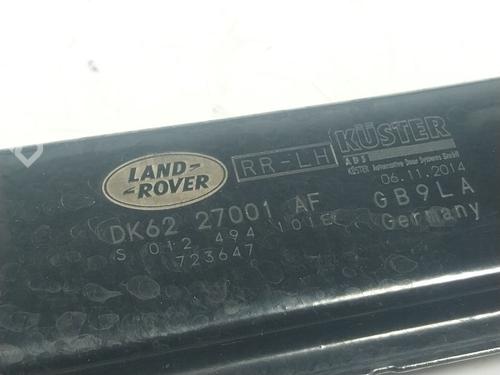 LAND-
-ROVER
RR-LH
KÜSTER
ADS
KÜSTER Automotive Door Systems GmbH
06.11.2014
DK62 27001 AF
GB9LA
S 012 494 101E
Germany
723647